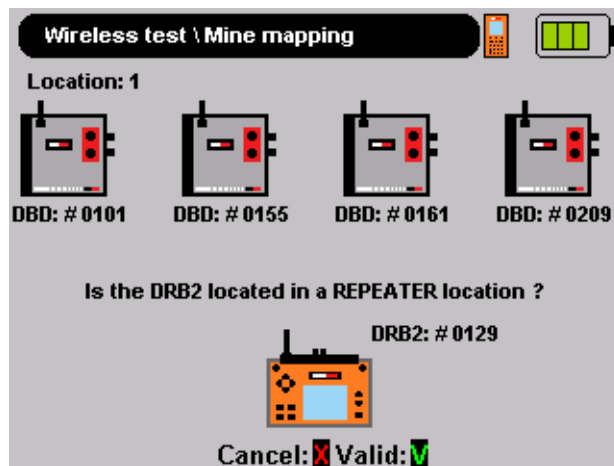 Wireless test \ Mine mapping
Location: 1
DBD: # 0101 DBD: # 0155 DBD: # 0161 DBD: # 0209
Is the DRB2 located in a REPEATER location ?
DRB2: # 0129
Cancel: X Valid: V